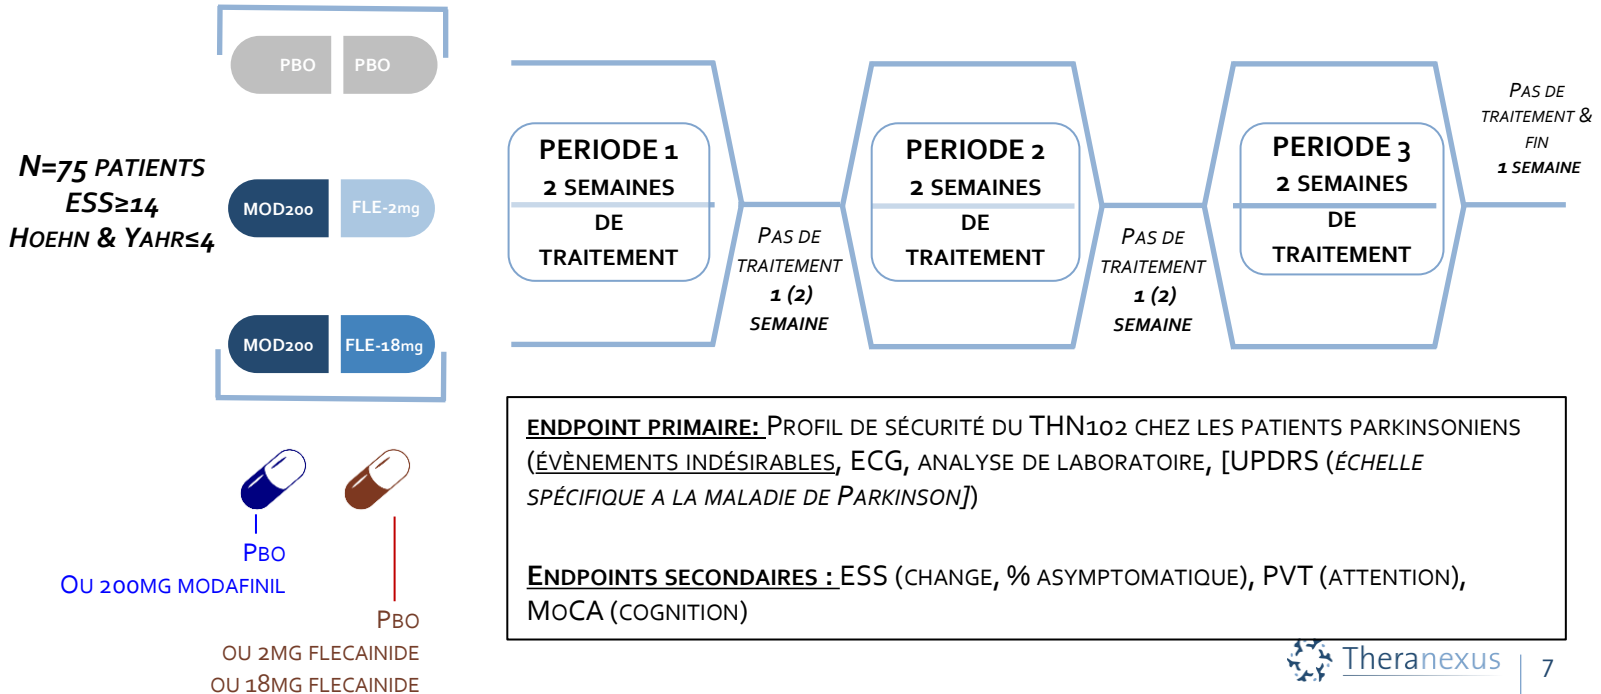 PBO PBO
N=75 PATIENTS
ESS≥14
HOEHN & YAHR≤4
MOD200 FLE-2mg
MOD200 FLE-18mg
PBO
OU 200MG MODAFINIL
PBO
OU 2MG FLECAINIDE
OU 18MG FLECAINIDE
PERIODE 1
2 SEMAINES
DE
TRAITEMENT
PAS DE
TRAITEMENT
1 (2)
SEMAINE
PERIODE 2
2 SEMAINES
DE
TRAITEMENT
PAS DE
TRAITEMENT
1 (2)
SEMAINE
PERIODE 3
2 SEMAINES
DE
TRAITEMENT
PAS DE
TRAITEMENT &
FIN
1 SEMAINE
ENDPOINT PRIMAIRE: PROFIL DE SÉCURITÉ DU THN102 CHEZ LES PATIENTS PARKINSONIENS
(ÉVÈNEMENTS INDÉSIRABLES, ECG, ANALYSE DE LABORATOIRE, [UPDRS (ÉCHELLE
SPÉCIFIQUE A LA MALADIE DE PARKINSON])
ENDPOINTS SECONDAIRES : ESS (CHANGE, % ASYMPTOMATIQUE), PVT (ATTENTION),
MOCA (COGNITION)
Theranexus 7